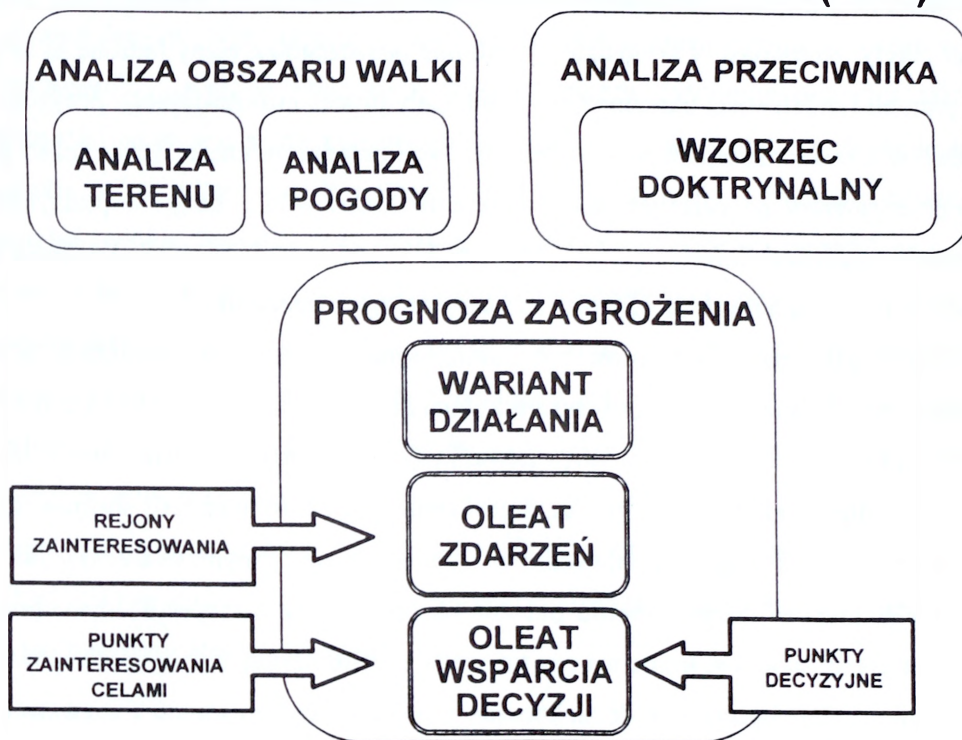 ANALIZA OBSZARU WALKI
ANALIZA
TERENU
ANALIZA
POGODY
ANALIZA PRZECIWNIKA
WZORZEC
DOKTRYNALNY
PROGNOZA ZAGROŻENIA
WARIANT
DZIAŁANIA
REJONY
ZAINTERESOWANIA
OLEAT
ZDARZEŃ
PUNKTY
ZAINTERESOWANIA
CELAMI
OLEAT
WSPARCIA
DECYZJI
PUNKTY
DECYZYJNE